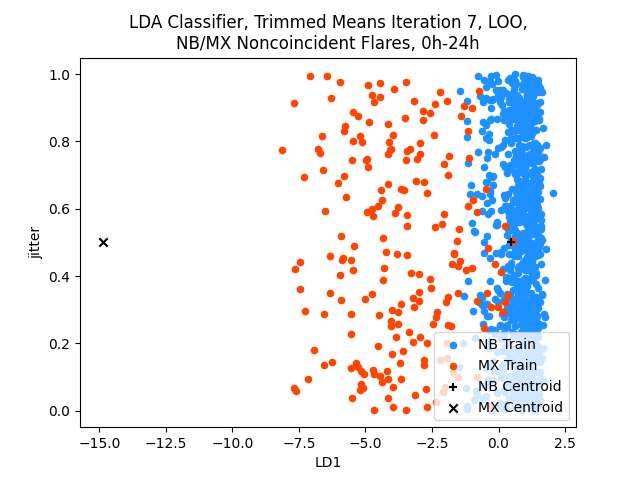 LDA Classifier, Trimmed Means Iteration 7, LOO,
NB/MX Noncoincident Flares, 0h-24h
1.0
0.8
0.6
0.4
0.2
0.0
jitter
NB Train
MX Train
NB Centroid
MX Centroid
−15.0 −12.5 −10.0 −7.5 −5.0 −2.5 0.0 2.5
LD1